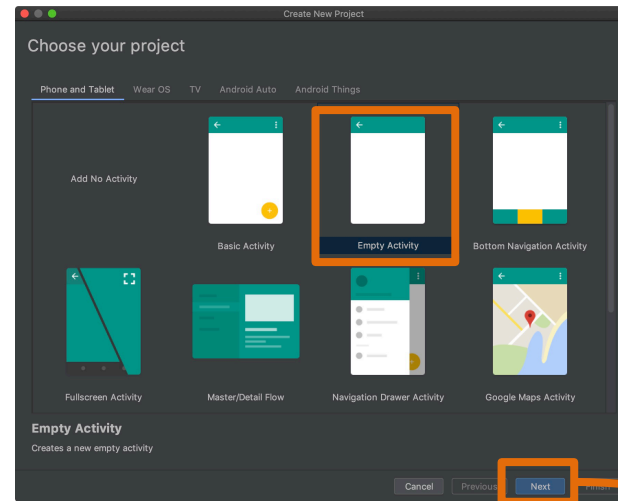 Create New Project
Choose your project
Phone and Tablet Wear OS TV Android Auto Android Things
Add No Activity
Basic Activity
Empty Activity
Bottom Navigation Activity
Fullscreen Activity
Master/Detail Flow
Navigation Drawer Activity
Google Maps Activity
Empty Activity
Creates a new empty activity
Cancel Previous Next Finish